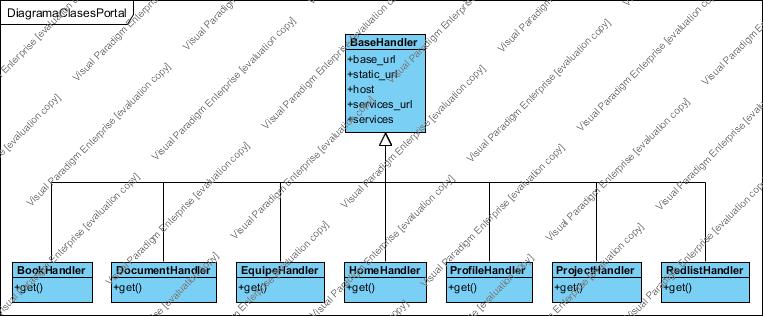 DiagramaClasesPortal
BaseHandler
+base_url
+static_url
+host
+services_url
+services
BookHandler
+get()
DocumentHandler
+get()
EquipeHandler
+get()
HomeHandler
+get()
ProfileHandler
+get()
ProjectHandler
+get()
RedlistHandler
+get()
Visual Paradigm Enterprise [evaluation copy]